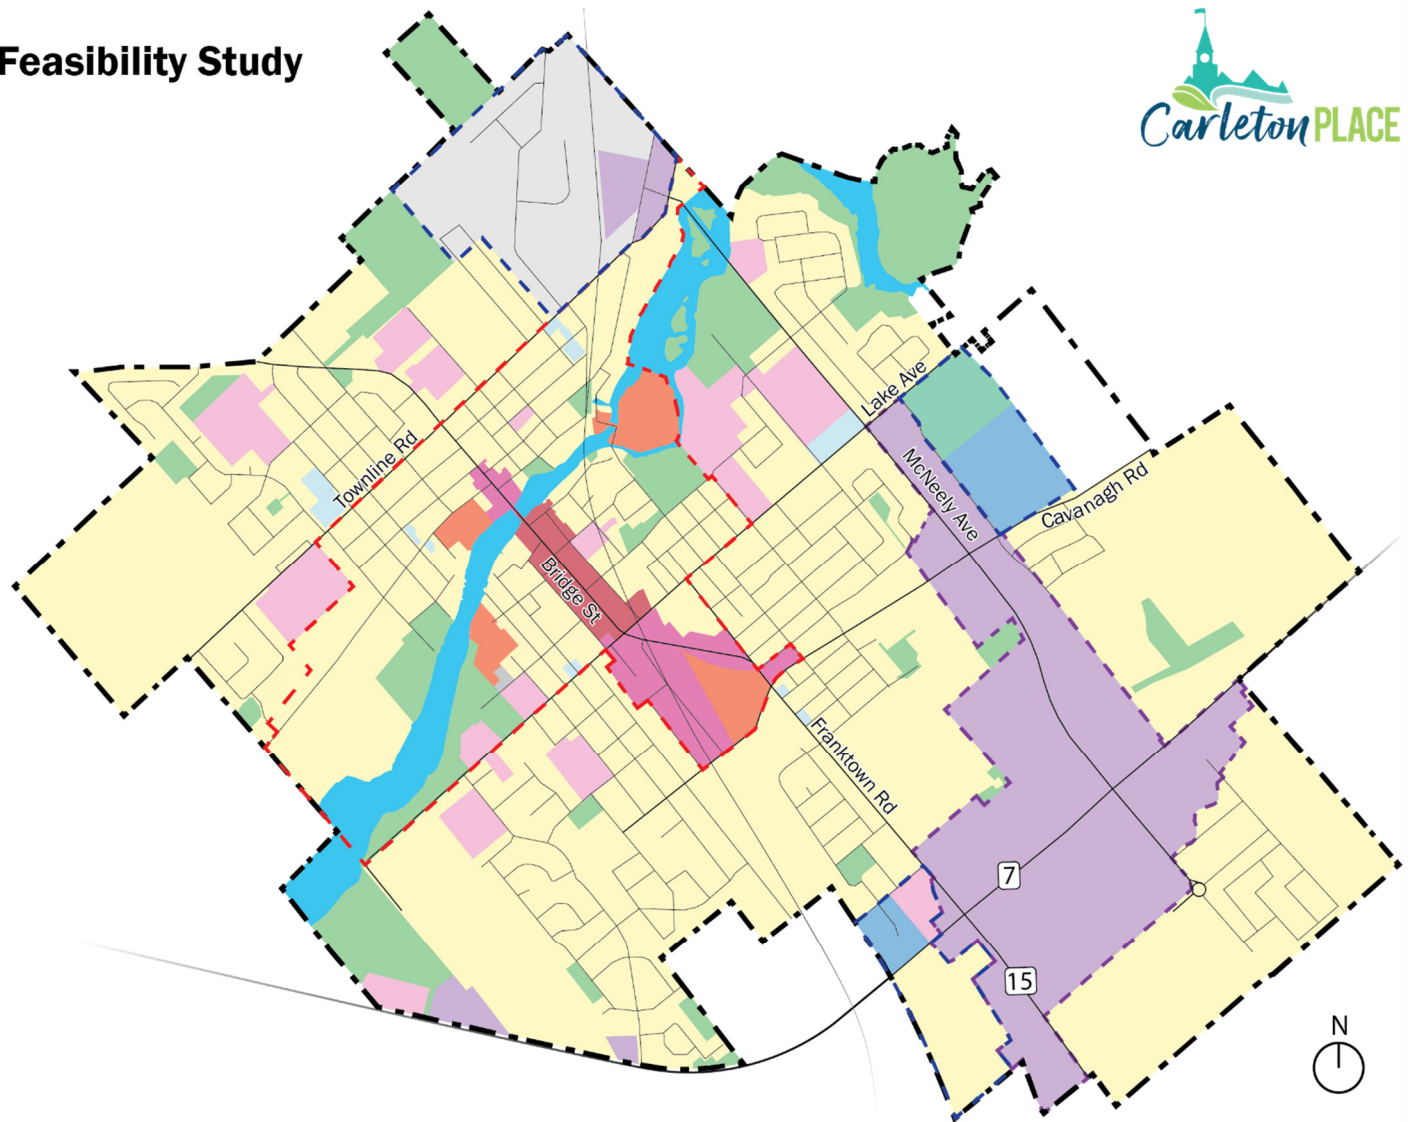 Feasibility Study
Carleton PLACE
Lake Ave
Townline Rd
McNeely Ave
Cavanagh Rd
Bridge St
Franktown Rd
7
15
N